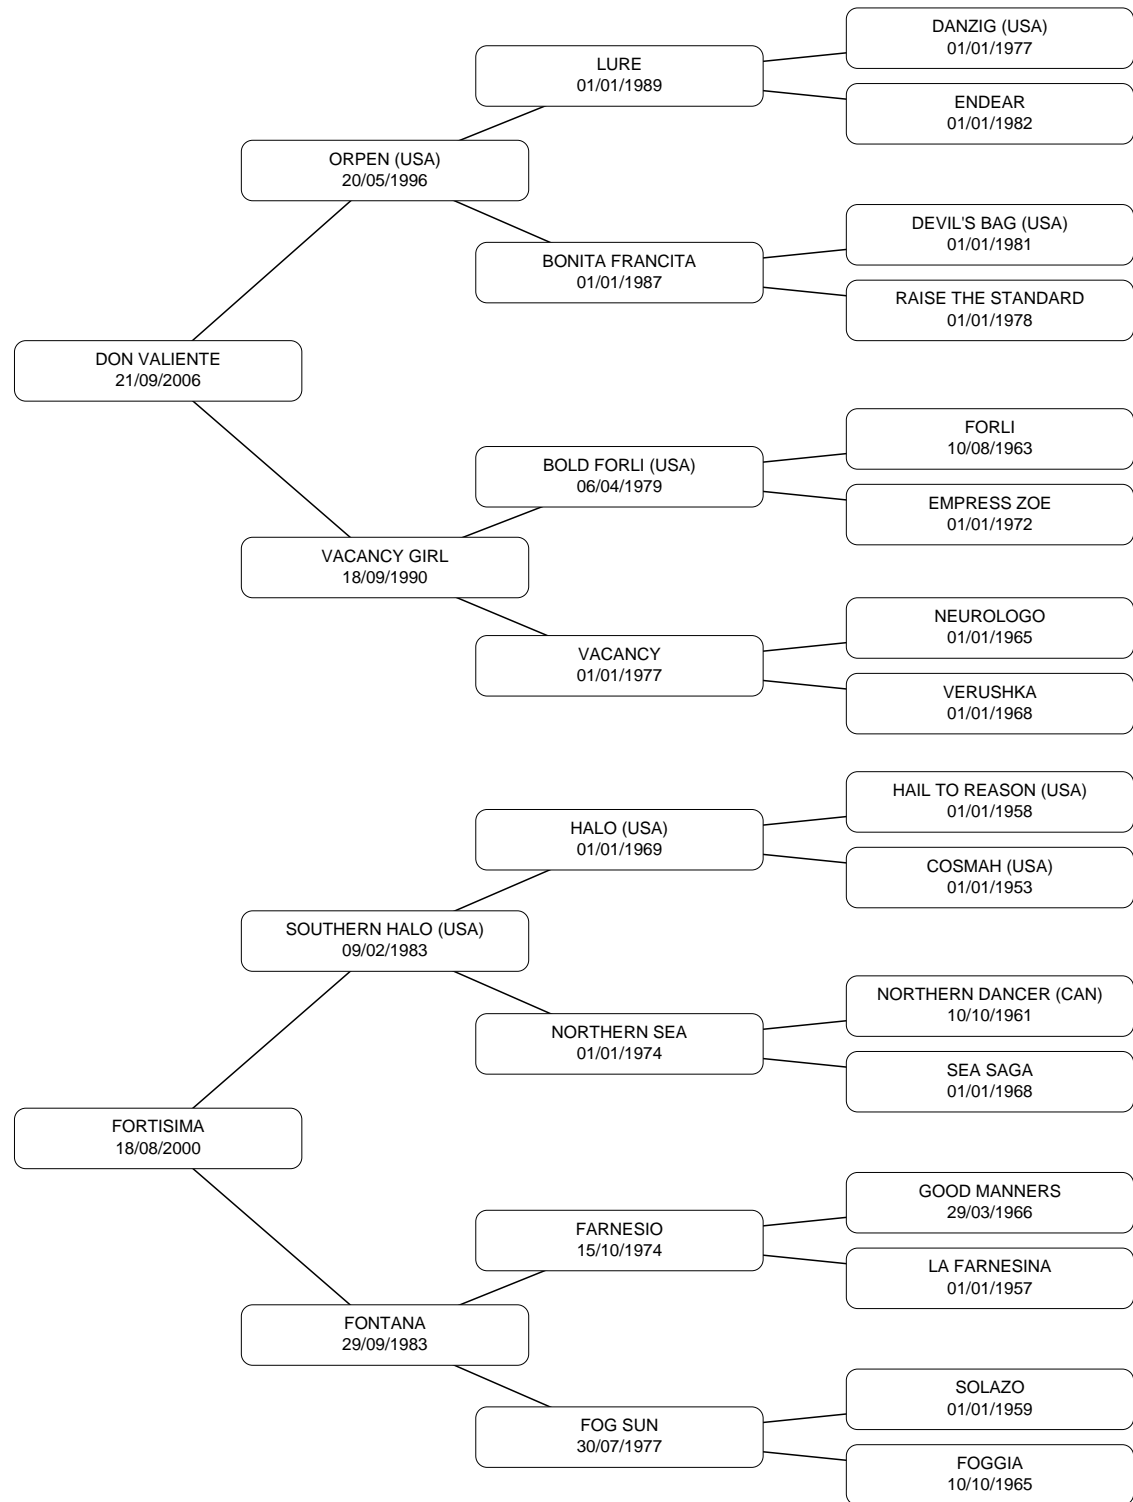 DANZIG (USA)
01/01/1977
LURE
01/01/1989
ENDEAR
01/01/1982
ORPEN (USA)
20/05/1996
DEVIL'S BAG (USA)
01/01/1981
BONITA FRANCITA
01/01/1987
RAISE THE STANDARD
01/01/1978
DON VALIENTE
21/09/2006
FORLI
10/08/1963
BOLD FORLI (USA)
06/04/1979
EMPRESS ZOE
01/01/1972
VACANCY GIRL
18/09/1990
NEUROLOGO
01/01/1965
VACANCY
01/01/1977
VERUSHKA
01/01/1968
HAIL TO REASON (USA)
01/01/1958
HALO (USA)
01/01/1969
COSMAH (USA)
01/01/1953
SOUTHERN HALO (USA)
09/02/1983
NORTHERN DANCER (CAN)
10/10/1961
NORTHERN SEA
01/01/1974
SEA SAGA
01/01/1968
FORTISIMA
18/08/2000
GOOD MANNERS
29/03/1966
FARNESIO
15/10/1974
LA FARNESINA
01/01/1957
FONTANA
29/09/1983
SOLAZO
01/01/1959
FOG SUN
30/07/1977
FOGGIA
10/10/1965